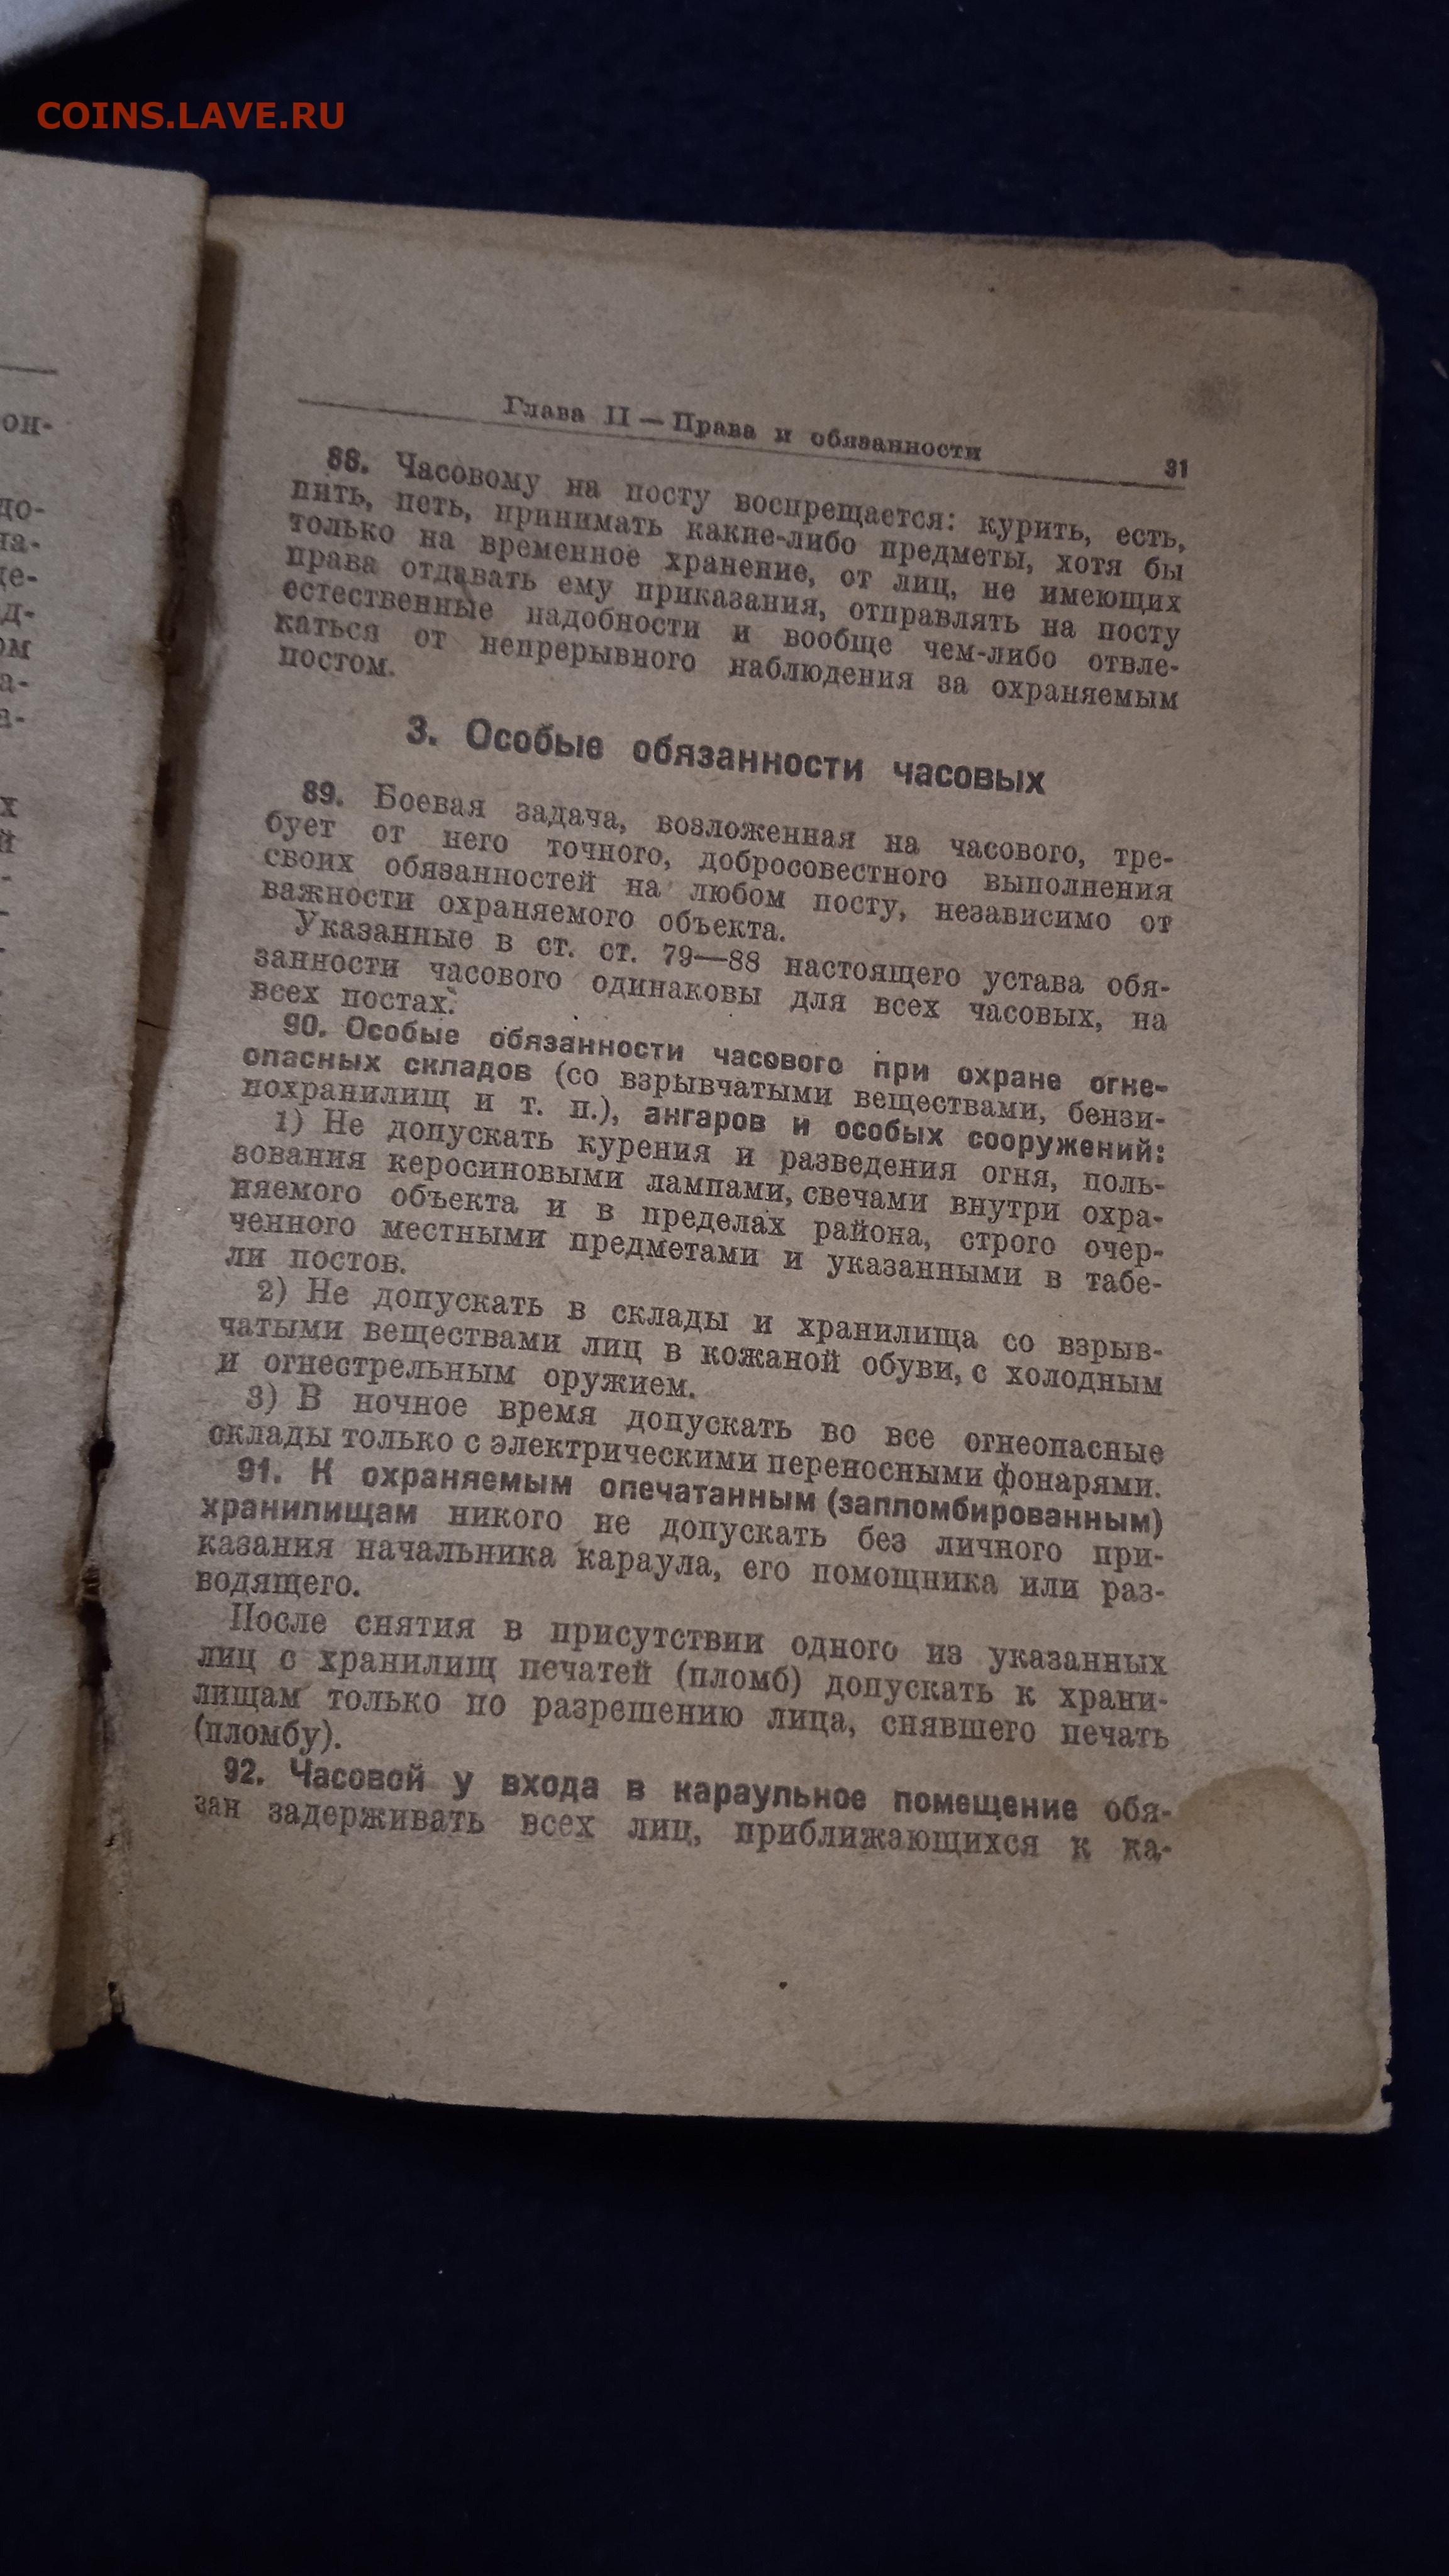 COINS.LAVE.RU
он-
до-
ла-
це-
д-
ом
а-
а-
х
й
Глава II — Права и обязанности
31
88. Часовому на посту воспрещается: курить, есть,
пить, петь, принимать какие-либо предметы, хотя бы
только на временное хранение, от лиц, не имеющих
права отдавать ему приказания, отправлять на посту
естественные надобности и вообще чем-либо отвле-
каться от непрерывного наблюдения за охраняемым
постом.
3. Особые обязанности часовых
89. Боевая задача, возложенная на часового, тре-
бует от него точного, добросовестного выполнения
своих обязанностей на любом посту, независимо от
важности охраняемого объекта.
Указанные в ст. ст. 79—88 настоящего устава обя-
занности часового одинаковы для всех часовых, на
всех постах.
90. Особые обязанности часового при охране огне-
опасных складов (со взрывчатыми веществами, бензи-
нохранилищ и т. п.), ангаров и особых сооружений:
1) Не допускать курения и разведения огня, поль-
зования керосиновыми лампами, свечами внутри охра-
няемого объекта и в пределах района, строго очер-
ченного местными предметами и указанными в табе-
ли постов.
2) Не допускать в склады и хранилища со взрыв-
чатыми веществами лиц в кожаной обуви, с холодным
и огнестрельным оружием.
3) В ночное время допускать во все огнеопасные
склады только с электрическими переносными фонарями.
91. К охраняемым опечатанным (запломбированным)
хранилищам никого не допускать без личного при-
казания начальника караула, его помощника или раз-
водящего.
После снятия в присутствии одного из указанных
лиц с хранилищ печатей (пломб) допускать к храни-
лищам только по разрешению лица, снявшего печать
(пломбу).
92. Часовой у входа в караульное помещение обя-
зан задерживать всех лиц, приближающихся к ка-